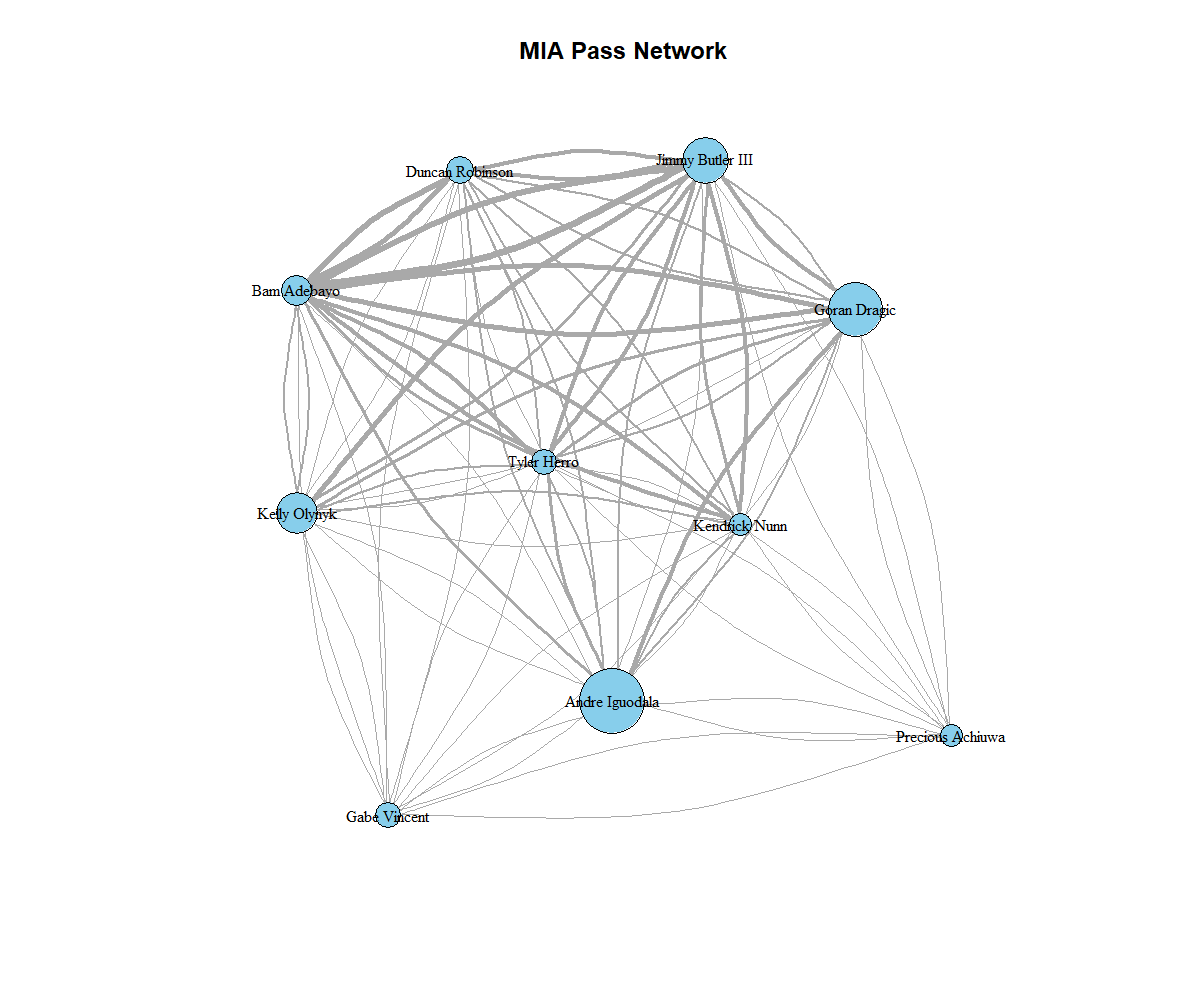 MIA Pass Network
Jimmy Butler III
Duncan Robinson
Bam Adebayo
Goran Dragic
Tyler Herro
Kelly Olynyk
Kendrick Nunn
Andre Iguodala
Precious Achiuwa
Gabe Vincent